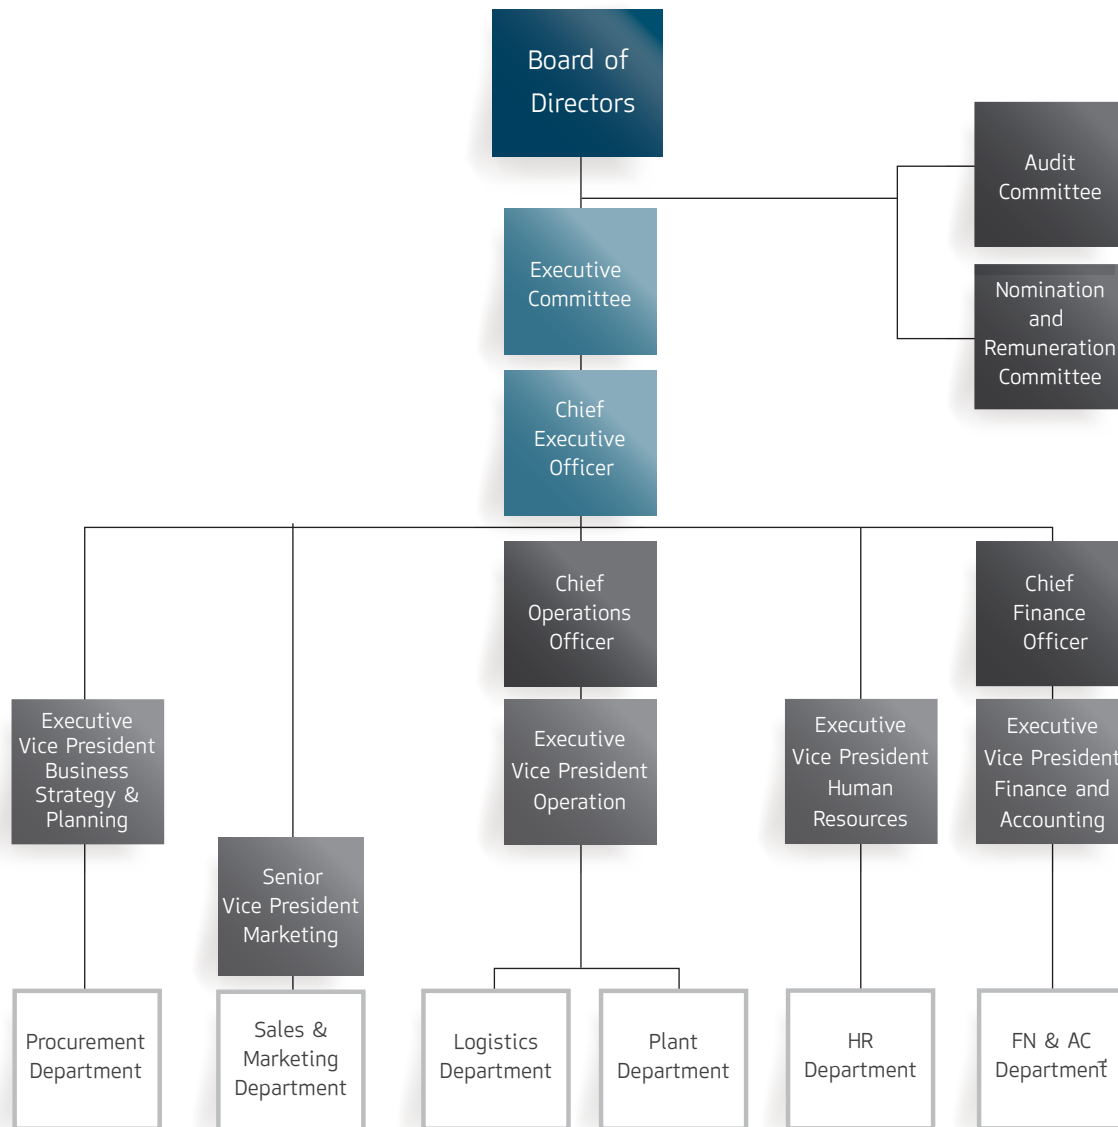 Board of
Directors
Audit
Committee
Executive
Committee
Nomination
and
Remuneration
Committee
Chief
Executive
Officer
Chief
Operations
Officer
Chief
Finance
Officer
Executive
Vice President
Business
Strategy &
Planning
Senior
Vice President
Marketing
Executive
Vice President
Operation
Executive
Vice President
Human
Resources
Executive
Vice President
Finance and
Accounting
Procurement
Department
Sales &
Marketing
Department
Logistics
Department
Plant
Department
HR
Department
FN & AC
Department